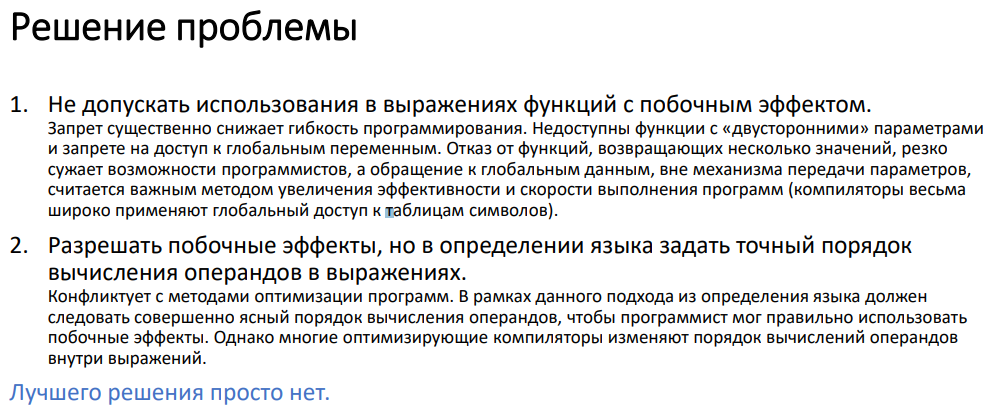 Решение проблемы
1. Не допускать использования в выражениях функций с побочным эффектом.
Запрет существенно снижает гибкость программирования. Недоступны функции с «двусторонними» параметрами
и запрете на доступ к глобальным переменным. Отказ от функций, возвращающих несколько значений, резко
сужает возможности программистов, а обращение к глобальным данным, вне механизма передачи параметров,
считается важным методом увеличения эффективности и скорости выполнения программ (компиляторы весьма
широко применяют глобальный доступ к таблицам символов).
2. Разрешать побочные эффекты, но в определении языка задать точный порядок
вычисления операндов в выражениях.
Конфликтует с методами оптимизации программ. В рамках данного подхода из определения языка должен
следовать совершенно ясный порядок вычисления операндов, чтобы программист мог правильно использовать
побочные эффекты. Однако многие оптимизирующие компиляторы изменяют порядок вычислений операндов
внутри выражений.
Лучшего решения просто нет.